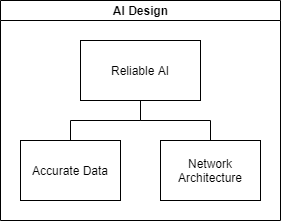 AI Design
Reliable AI
Accurate Data
Network
Architecture